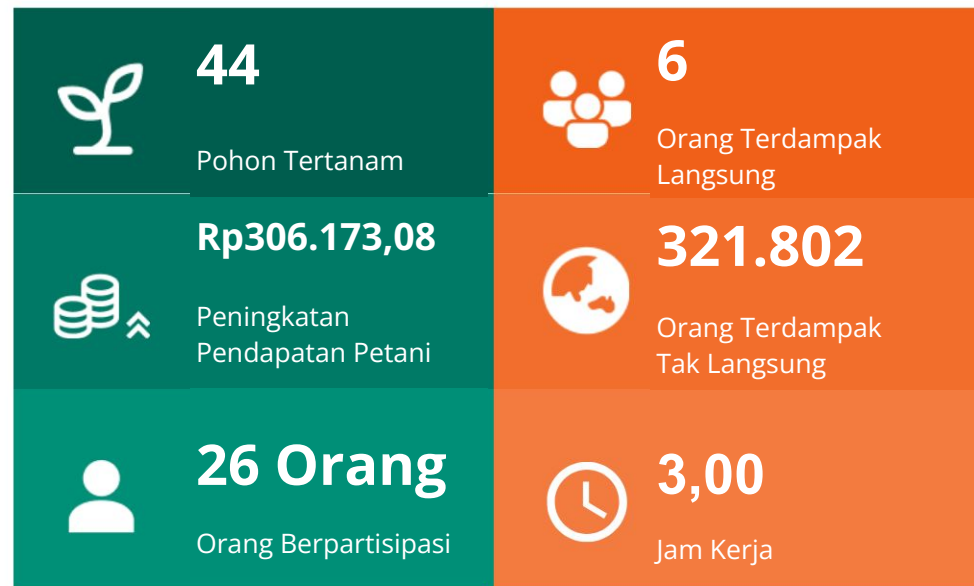 44
Pohon Tertanam
6
Orang Terdampak
Langsung
Rp306.173,08
Peningkatan
Pendapatan Petani
321.802
Orang Terdampak
Tak Langsung
26 Orang
Orang Berpartisipasi
3,00
Jam Kerja